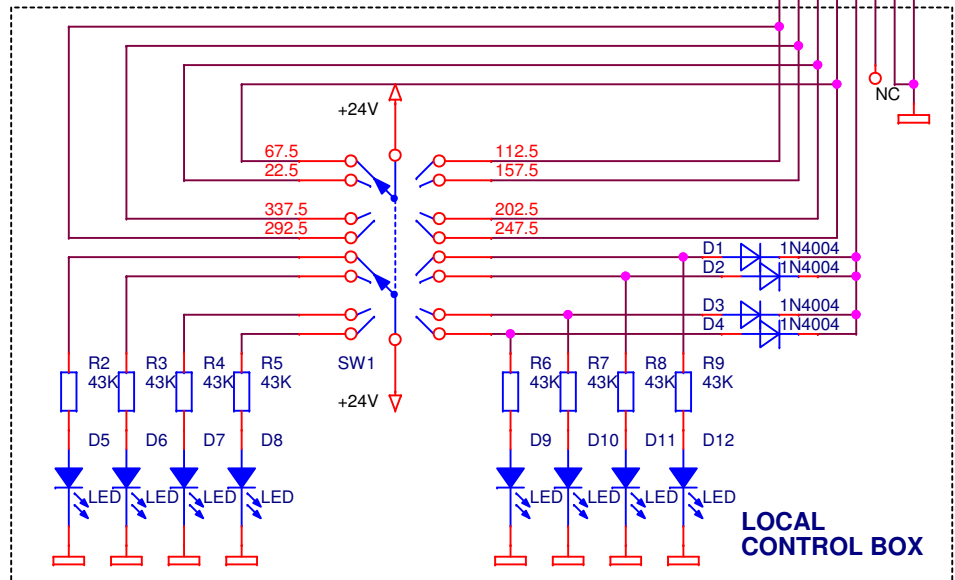 NC
+24V
67.5
112.5
22.5
157.5
337.5
202.5
292.5
247.5
D1
1N4004
D2
1N4004
D3
1N4004
D4
1N4004
SW1
R2
R3
R4
R5
R6
R7
R8
R9
43K
43K
43K
43K
43K
43K
43K
43K
+24V
D5
D6
D7
D8
D9
D10
D11
D12
LED
LED
LED
LED
LED
LED
LED
LED
LOCAL
CONTROL BOX